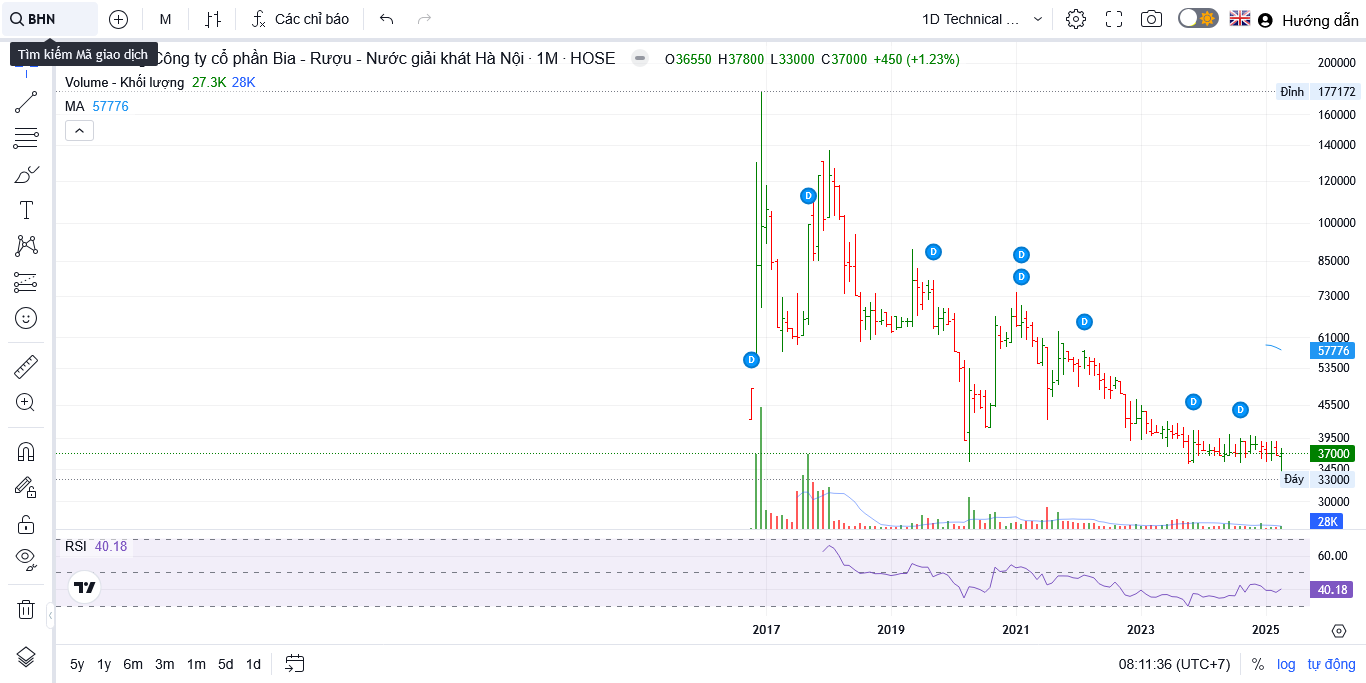 BHN
M
Các chỉ báo
1D Technical ...
Hướng dẫn
Tìm kiếm Mã giao dịch
Công ty cổ phần Bia - Rượu - Nước giải khát Hà Nội · 1M · HOSE
O36550 H37800 L33000 C37000 +450 (+1.23%)
Volume - Khối lượng 27.3K 28K
MA 57776
200000
Đỉnh 177172
160000
140000
120000
100000
85000
73000
61000
57776
53500
45500
39500
37000
34500
Đáy 33000
30000
28K
D
D
D
D
D
D
D
D
RSI 40.18
60.00
40.18
2017
2019
2021
2023
2025
5y 1y 6m 3m 1m 5d 1d
08:11:36 (UTC+7)
% log tự động